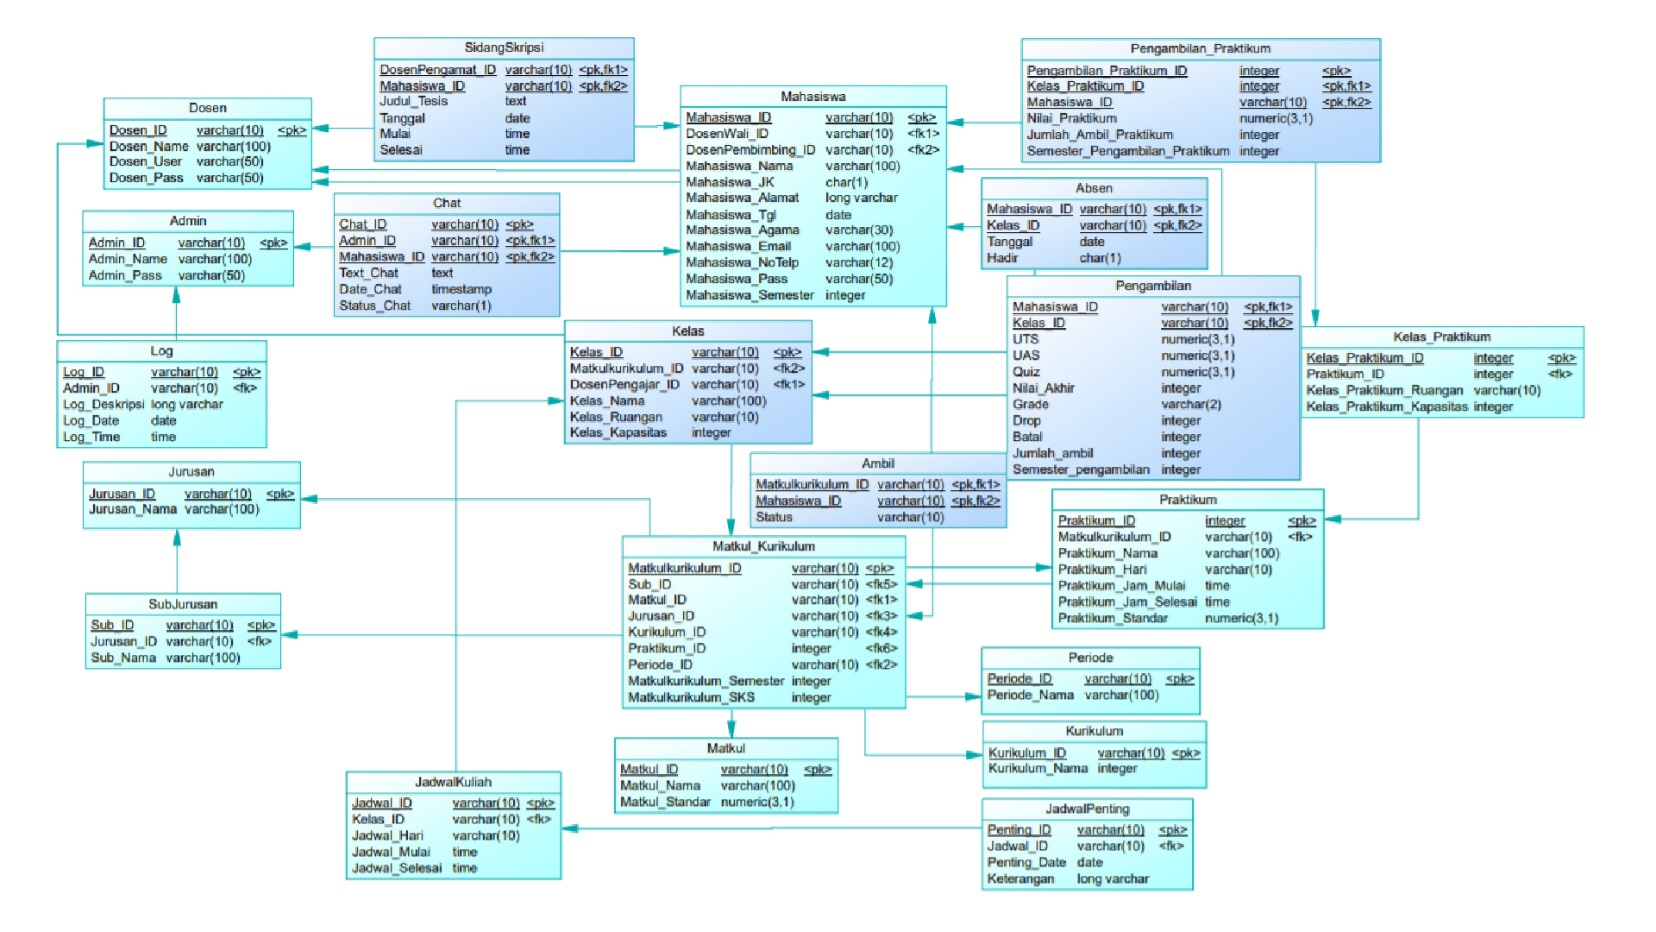 SidangSkripsi
DosenPengamat_ID varchar(10) <pk,fk1>
Mahasiswa_ID varchar(10) <pk,fk2>
Judul_Tesis text
Tanggal date
Mulai time
Selesai time
Pengambilan_Praktikum
Pengambilan_Praktikum_ID integer <pk>
Kelas_Praktikum_ID integer <pk,fk1>
Mahasiswa_ID varchar(10) <pk,fk2>
Nilai_Praktikum numeric(3,1)
Jumlah_Ambil_Praktikum integer
Semester_Pengambilan_Praktikum integer
Mahasiswa
Mahasiswa_ID varchar(10) <pk>
DosenWali_ID varchar(10) <fk1>
DosenPembimbing_ID varchar(10) <fk2>
Mahasiswa_Nama varchar(100)
Mahasiswa_JK char(1)
Mahasiswa_Alamat long varchar
Mahasiswa_Tgl date
Mahasiswa_Agama varchar(30)
Mahasiswa_Email varchar(100)
Mahasiswa_NoTelp varchar(12)
Mahasiswa_Pass varchar(50)
Mahasiswa_Semester integer
Dosen
Dosen_ID varchar(10) <pk>
Dosen_Name varchar(100)
Dosen_User varchar(50)
Dosen_Pass varchar(50)
Absen
Mahasiswa_ID varchar(10) <pk,fk1>
Kelas_ID varchar(10) <pk,fk2>
Tanggal date
Hadir char(1)
Chat
Chat_ID varchar(10) <pk>
Admin_ID varchar(10) <pk,fk1>
Mahasiswa_ID varchar(10) <pk,fk2>
Text_Chat text
Date_Chat timestamp
Status_Chat varchar(1)
Admin
Admin_ID varchar(10) <pk>
Admin_Name varchar(100)
Admin_Pass varchar(50)
Pengambilan
Mahasiswa_ID varchar(10) <pk,fk1>
Kelas_ID varchar(10) <pk,fk2>
UTS numeric(3,1)
UAS numeric(3,1)
Quiz numeric(3,1)
Nilai_Akhir integer
Grade varchar(2)
Drop integer
Batal integer
Jumlah_ambil integer
Semester_pengambilan integer
Kelas
Kelas_ID varchar(10) <pk>
Matkulkurikulum_ID varchar(10) <fk2>
DosenPengajar_ID varchar(10) <fk1>
Kelas_Nama varchar(100)
Kelas_Ruangan varchar(10)
Kelas_Kapasitas integer
Kelas_Praktikum
Kelas_Praktikum_ID integer <pk>
Praktikum_ID integer <fk>
Kelas_Praktikum_Ruangan varchar(10)
Kelas_Praktikum_Kapasitas integer
Log
Log_ID varchar(10) <pk>
Admin_ID varchar(10) <fk>
Log_Deskripsi long varchar
Log_Date date
Log_Time time
Ambil
Matkulkurikulum_ID varchar(10) <pk,fk1>
Mahasiswa_ID varchar(10) <pk,fk2>
Status varchar(10)
Jurusan
Jurusan_ID varchar(10) <pk>
Jurusan_Nama varchar(100)
Praktikum
Praktikum_ID integer <pk>
Matkulkurikulum_ID varchar(10) <fk>
Praktikum_Nama varchar(100)
Praktikum_Hari varchar(10)
Praktikum_Jam_Mulai time
Praktikum_Jam_Selesai time
Praktikum_Standar numeric(3,1)
Matkul_Kurikulum
Matkulkurikulum_ID varchar(10) <pk>
Sub_ID varchar(10) <fk5>
Matkul_ID varchar(10) <fk1>
Jurusan_ID varchar(10) <fk3>
Kurikulum_ID varchar(10) <fk4>
Praktikum_ID integer <fk6>
Periode_ID varchar(10) <fk2>
Matkulkurikulum_Semester integer
Matkulkurikulum_SKS integer
SubJurusan
Sub_ID varchar(10) <pk>
Jurusan_ID varchar(10) <fk>
Sub_Nama varchar(100)
Periode
Periode_ID varchar(10) <pk>
Periode_Nama varchar(100)
Kurikulum
Kurikulum_ID varchar(10) <pk>
Kurikulum_Nama integer
Matkul
Matkul_ID varchar(10) <pk>
Matkul_Nama varchar(100)
Matkul_Standar numeric(3,1)
JadwalKuliah
Jadwal_ID varchar(10) <pk>
Kelas_ID varchar(10) <fk>
Jadwal_Hari varchar(10)
Jadwal_Mulai time
Jadwal_Selesai time
JadwalPenting
Penting_ID varchar(10) <pk>
Jadwal_ID varchar(10) <fk>
Penting_Date date
Keterangan long varchar